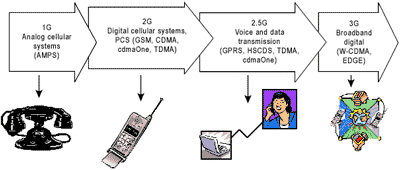 1G
Analog cellular
systems
(AMPS)
2G
Digital cellular systems,
PCS (GSM, CDMA,
cdmaOne, TDMA)
2.5G
Voice and data
transmission
(GPRS, HSCDS, TDMA,
cdmaOne)
3G
Broadband
digital
(W-CDMA,
EDGE)